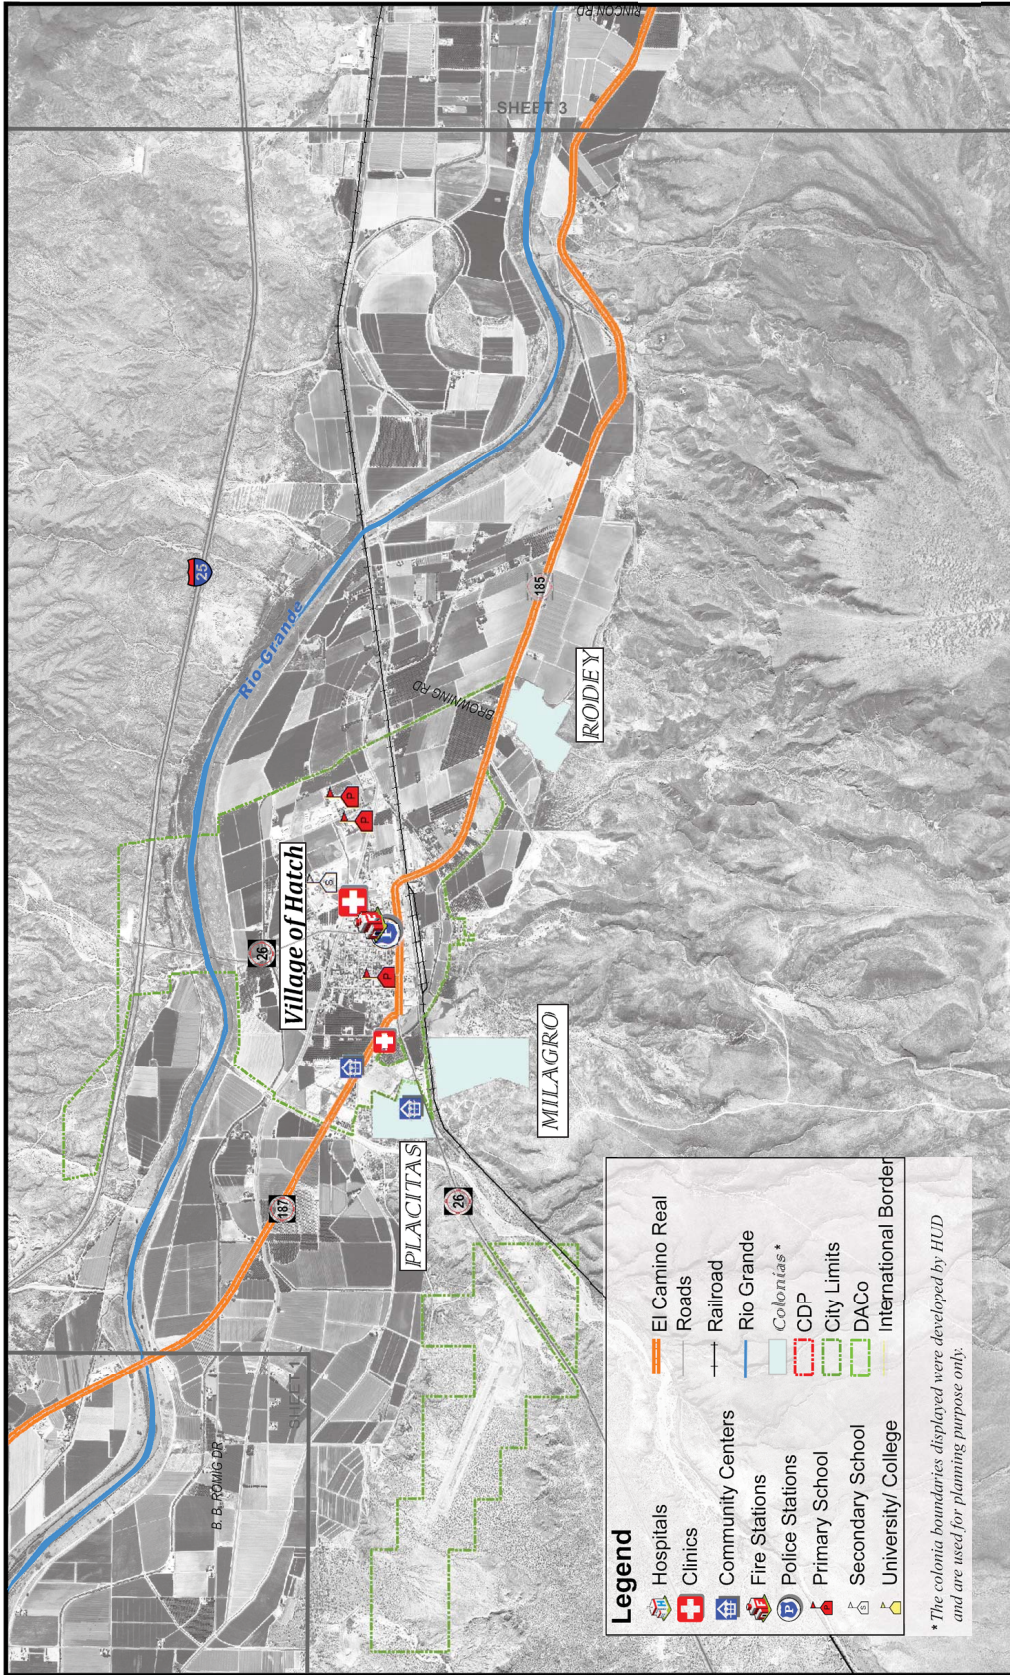 RINCON RD
SHEET 3
25
Rio-Grande
185
BROWNING RD
RODEY
P
P
S
Village of Hatch
26
P
MILAGRO
PLACITAS
26
187
SHEET 1
B. B. ROMIG DR
Legend
Hospitals
Clinics
Community Centers
Fire Stations
Police Stations
Primary School
Secondary School
University/ College
El Camino Real
Roads
Railroad
Rio Grande
Colonias *
CDP
City Limits
DACo
International Border
* The colonia boundaries displayed were developed by HUD
and are used for planning purpose only.